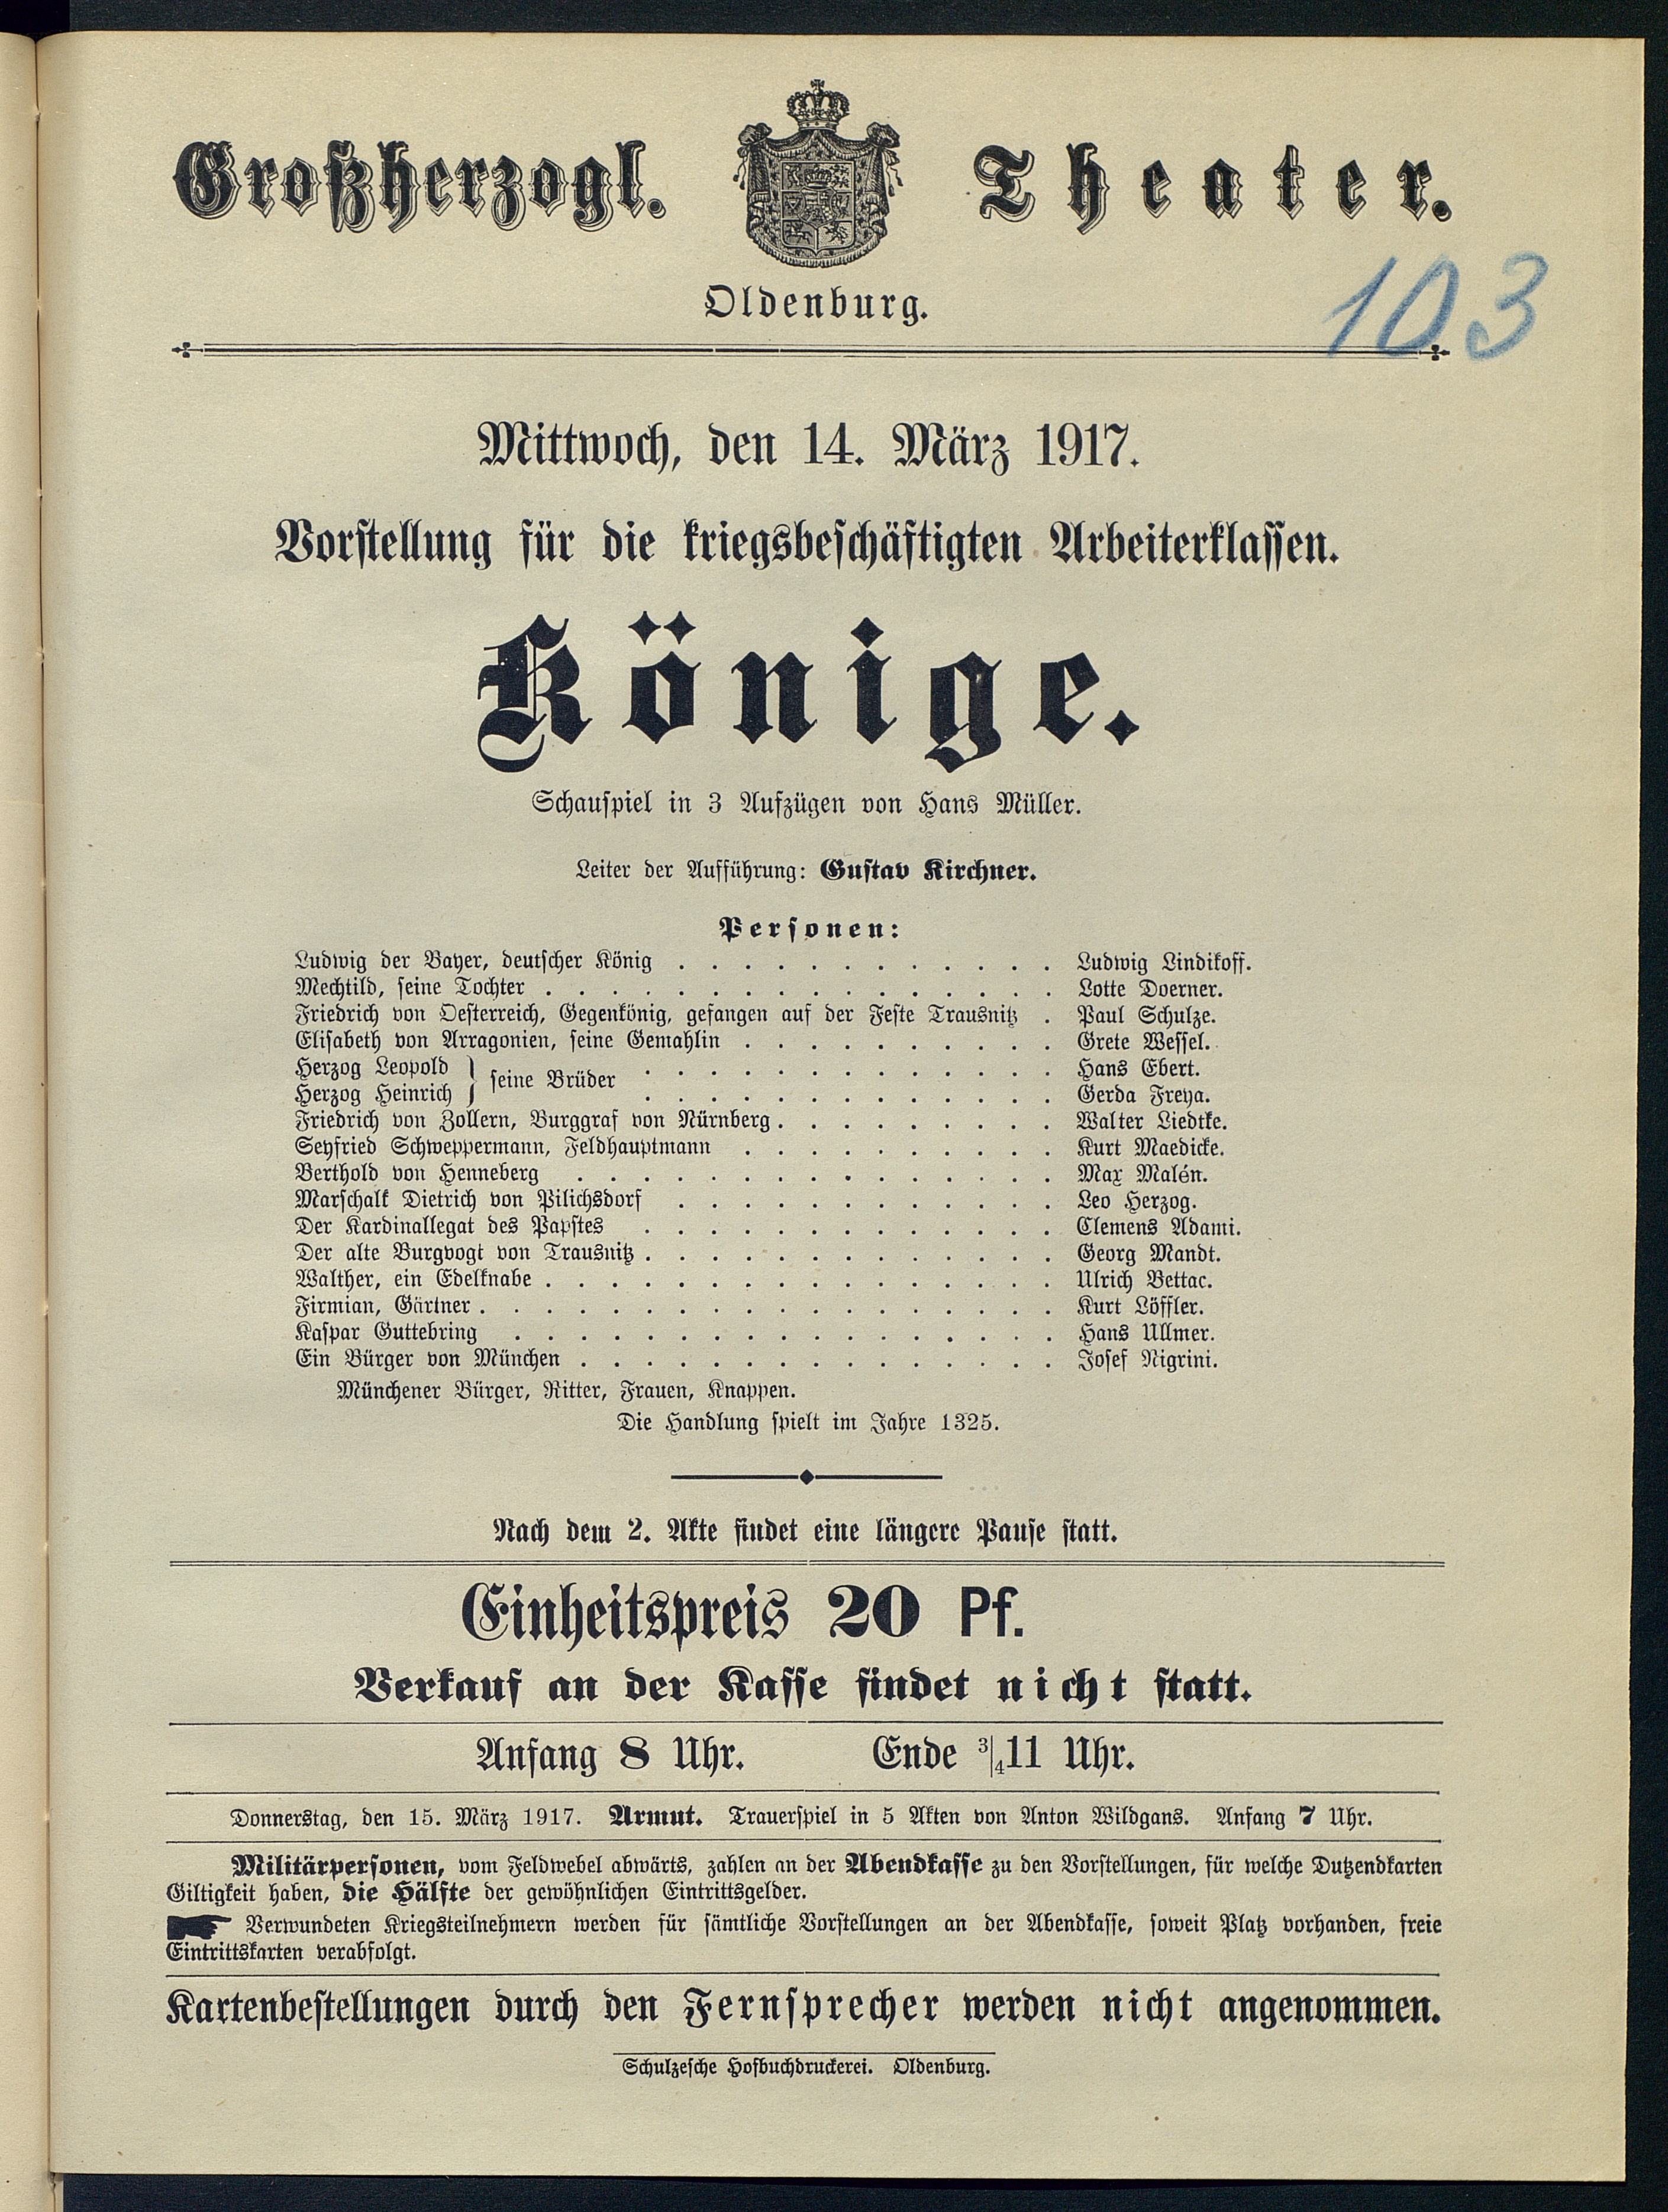 Großherzogl. Theater.
Oldenburg.
103
Mittwoch, den 14. März 1917.
Vorstellung für die kriegsbeschäftigten Arbeiterklassen.
Könige.
Schauspiel in 3 Aufzügen von Hans Müller.
Leiter der Aufführung: Gustav Kirchner.
Personen:
Ludwig der Bayer, deutscher König . . . . . . . . . . . . Ludwig Lindikoff.
Mechtild, seine Tochter . . . . . . . . . . . . . . . . Lotte Doerner.
Friedrich von Oesterreich, Gegenkönig, gefangen auf der Feste Trausnitz . Paul Schulze.
Elisabeth von Arragonien, seine Gemahlin . . . . . . . . . . Grete Wessel.
Herzog Leopold } seine Brüder . . . . . . . . . . . . . Hans Ebert.
Herzog Heinrich } . . . . . . . . . . . . . Gerda Freya.
Friedrich von Zollern, Burggraf von Nürnberg . . . . . . . . . Walter Liedtke.
Seyfried Schweppermann, Feldhauptmann . . . . . . . . . . Kurt Maedicke.
Berthold von Henneberg . . . . . . . . . . . . . . . Max Malén.
Marschalk Dietrich von Pilichsdorf . . . . . . . . . . . . Leo Herzog.
Der Kardinallegat des Papstes . . . . . . . . . . . . . Clemens Adami.
Der alte Burgvogt von Trausnitz . . . . . . . . . . . . . Georg Mandt.
Walther, ein Edelknabe . . . . . . . . . . . . . . . . Ulrich Bettac.
Firmian, Gärtner . . . . . . . . . . . . . . . . . . Kurt Löffler.
Kaspar Guttebring . . . . . . . . . . . . . . . . . Hans Ullmer.
Ein Bürger von München . . . . . . . . . . . . . . . Josef Nigrini.
Münchener Bürger, Ritter, Frauen, Knappen.
Die Handlung spielt im Jahre 1325.
Nach dem 2. Akte findet eine längere Pause statt.
Einheitspreis 20 Pf.
Verkauf an der Kasse findet nicht statt.
Anfang 8 Uhr. Ende 3/4 11 Uhr.
Donnerstag, den 15. März 1917. Armut. Trauerspiel in 5 Akten von Anton Wildgans. Anfang 7 Uhr.
Militärpersonen, vom Feldwebel abwärts, zahlen an der Abendkasse zu den Vorstellungen, für welche Dutzendkarten
Giltigkeit haben, die Hälfte der gewöhnlichen Eintrittsgelder.
Verwundeten Kriegsteilnehmern werden für sämtliche Vorstellungen an der Abendkasse, soweit Platz vorhanden, freie
Eintrittskarten verabfolgt.
Kartenbestellungen durch den Fernsprecher werden nicht angenommen.
Schulzesche Hofbuchdruckerei. Oldenburg.